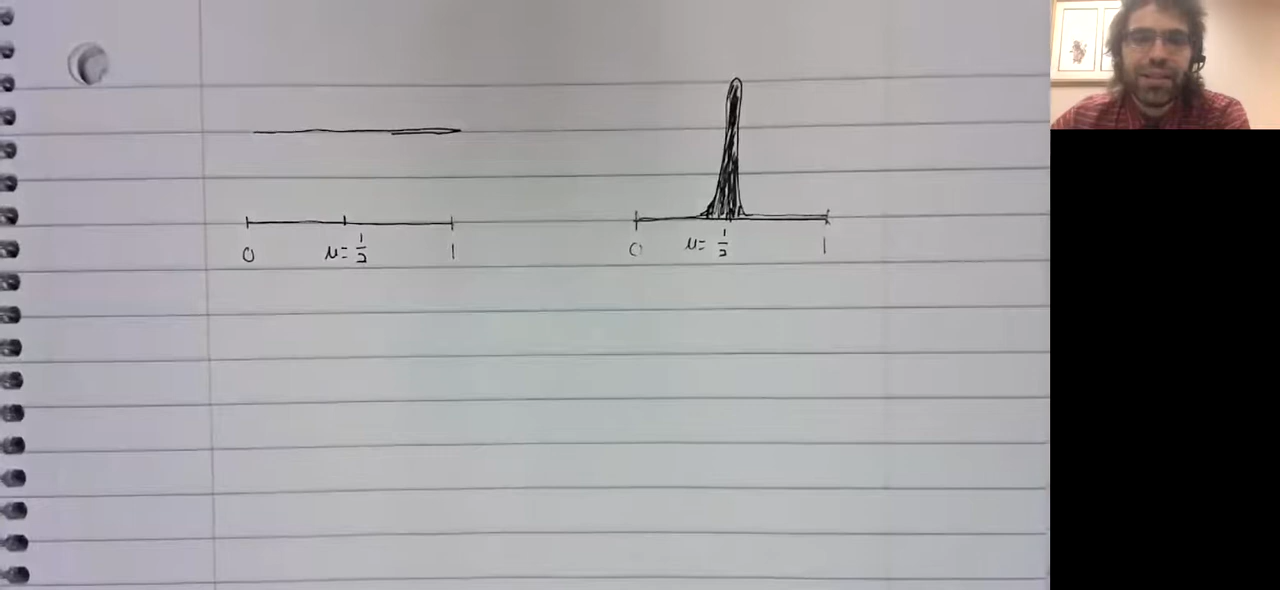 0 μ = 1/2 1
0 μ = 1/2 1